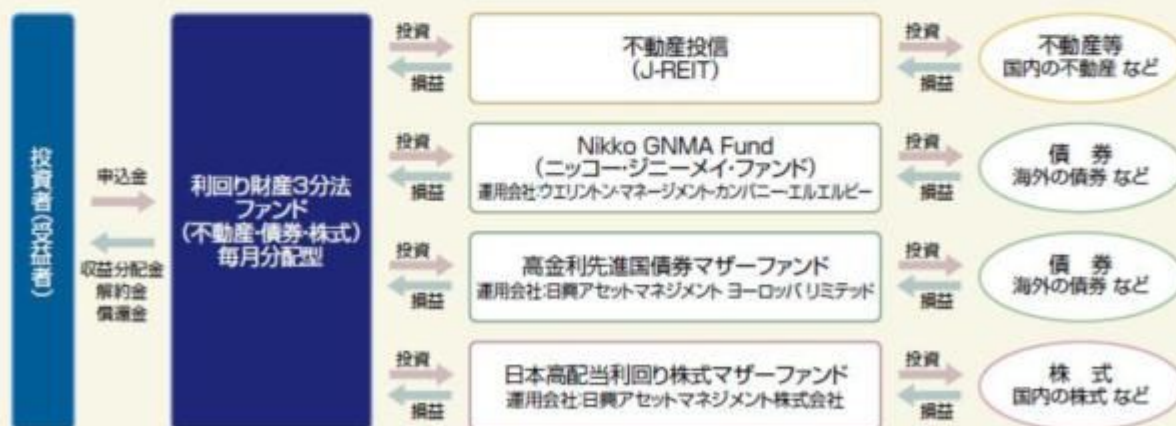 投資者(受益者)
申込金
収益分配金
解約金
償還金
利回り財産3分法
ファンド
(不動産・債券・株式)
毎月分配型
投資
損益
不動産投信
(J-REIT)
投資
損益
不動産等
国内の不動産 など
投資
損益
Nikko GNMA Fund
(ニッコー・ジニーメイ・ファンド)
運用会社:ウエリントン・マネージメント・カンパニー・エルエルピー
投資
損益
債 券
海外の債券 など
投資
損益
高金利先進国債券マザーファンド
運用会社:日興アセットマネジメント ヨーロッパ リミテッド
投資
損益
債 券
海外の債券 など
投資
損益
日本高配当利回り株式マザーファンド
運用会社:日興アセットマネジメント株式会社
投資
損益
株 式
国内の株式 など